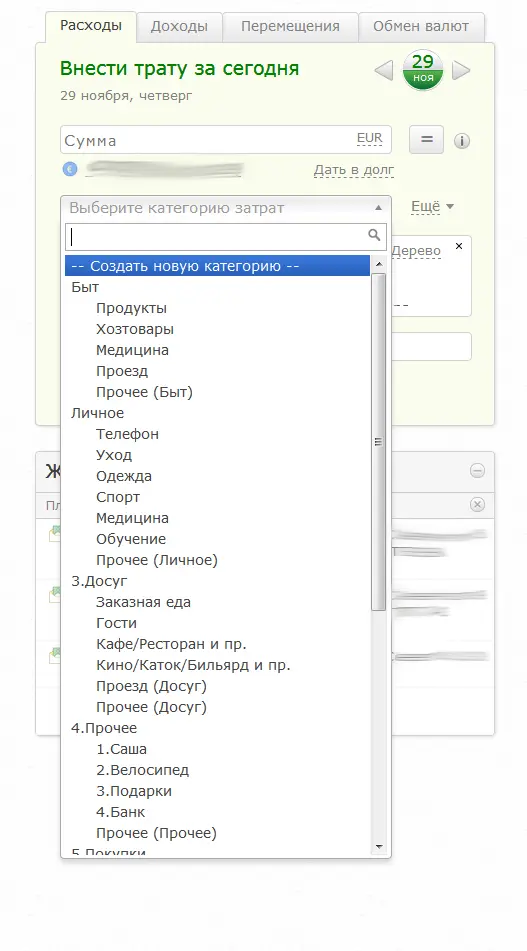 Расходы
Доходы
Перемещения
Обмен валют
Внести трату за сегодня
29
ноя
29 ноября, четверг
Сумма
EUR
=
i
€
Дать в долг
Выберите категорию затрат
Ещё
Дерево
×
-- Создать новую категорию --
Быт
Продукты
Хозтовары
Медицина
Проезд
Прочее (Быт)
Личное
Телефон
Уход
Одежда
Спорт
Медицина
Обучение
Прочее (Личное)
3.Досуг
Заказная еда
Гости
Кафе/Ресторан и пр.
Кино/Каток/Бильярд и пр.
Проезд (Досуг)
Прочее (Досуг)
4.Прочее
1.Саша
2.Велосипед
3.Подарки
4.Банк
Прочее (Прочее)
5.Покупки